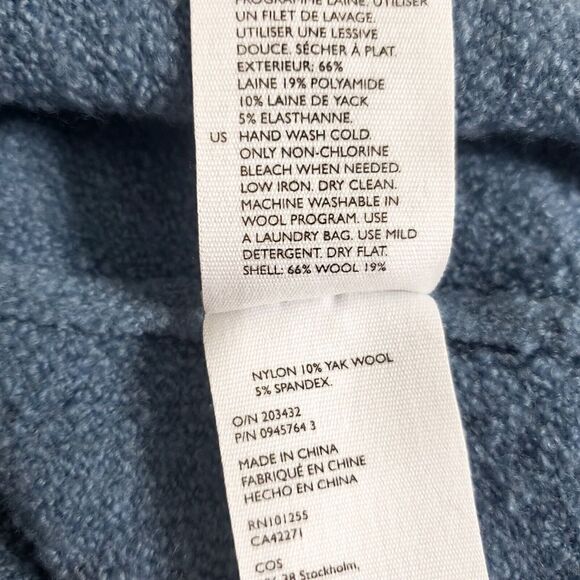 PROGRAMME LAINE. UTILISER
UN FILET DE LAVAGE.
UTILISER UNE LESSIVE
DOUCE. SÉCHER À PLAT.
EXTERIEUR: 66%
LAINE 19% POLYAMIDE
10% LAINE DE YACK
5% ELASTHANNE.
US HAND WASH COLD.
ONLY NON-CHLORINE
BLEACH WHEN NEEDED.
LOW IRON. DRY CLEAN.
MACHINE WASHABLE IN
WOOL PROGRAM. USE
A LAUNDRY BAG. USE MILD
DETERGENT. DRY FLAT.
SHELL: 66% WOOL 19%
NYLON 10% YAK WOOL
5% SPANDEX.
O/N 203432
P/N 0945764 3
MADE IN CHINA
FABRIQUÉ EN CHINE
HECHO EN CHINA
RN101255
CA42271
COS
38 Stockholm,